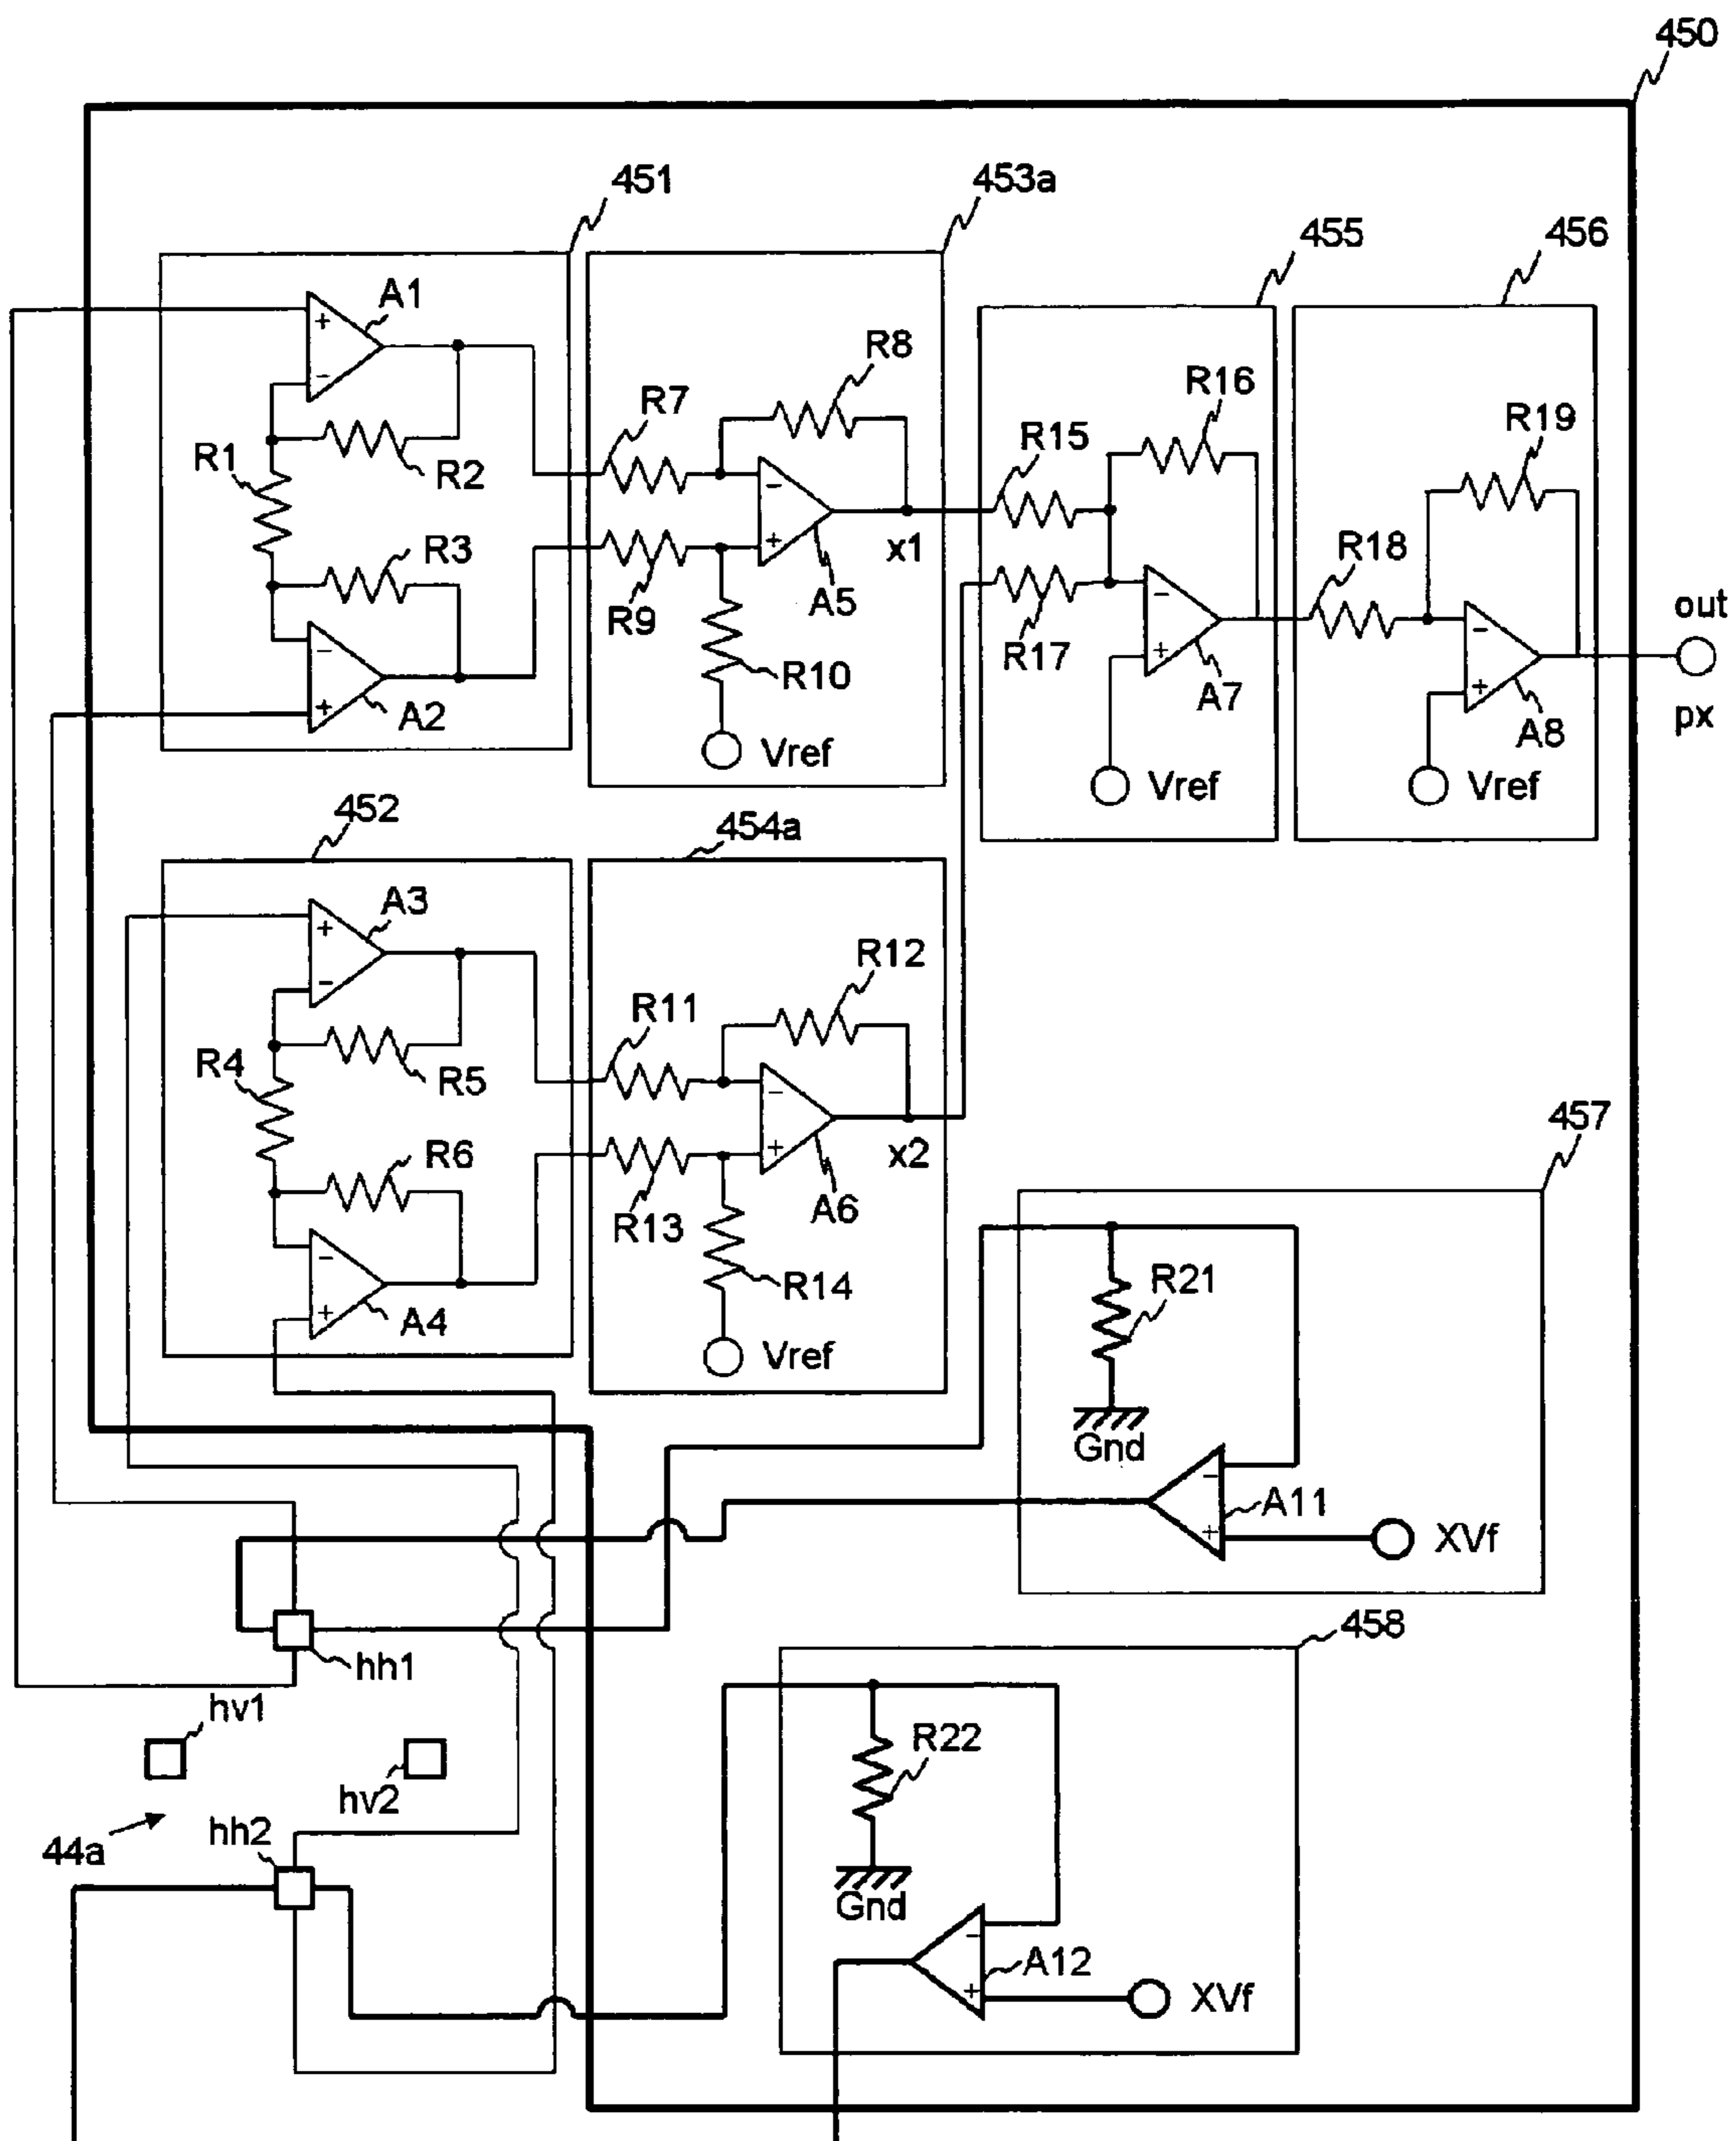 450
451
453a
455
456
A1
R8
R16
R7
R19
R15
R1
R2
R18
R3
x1
A5
out
R9
R17
R10
A7
px
A2
A8
Vref
Vref
Vref
452
454a
A3
R12
R11
R4
R5
457
R6
x2
A6
R13
R21
R14
A4
Vref
Gnd
A11
XVf
458
hh1
hv1
R22
hv2
hh2
44a
Gnd
A12
XVf
+
-
-
+
-
+
-
+
-
+
+
-
-
+
-
+
-
+
-
+